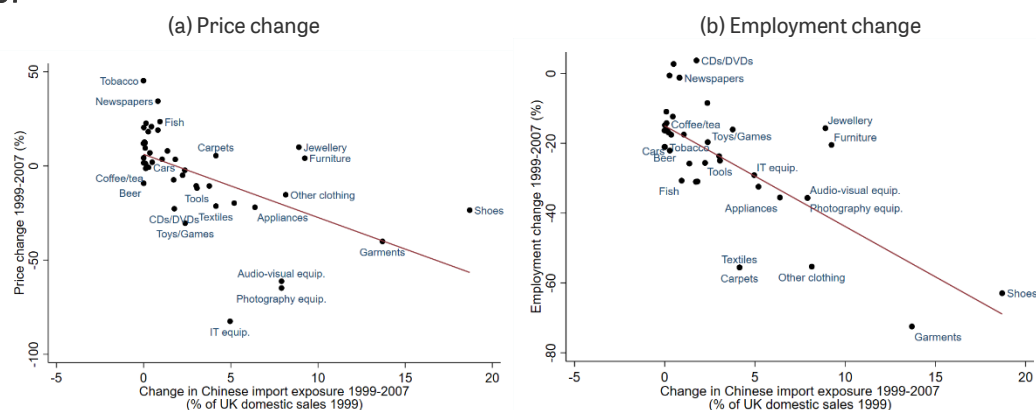 (a) Price change
Price change 1999-2007 (%)
50
0
-50
-100
Tobacco
Newspapers
Fish
Carpets
Jewellery
Furniture
Cars
Coffee/tea
Beer
Tools
Other clothing
CDs/DVDs
Textiles
Appliances
Shoes
Toys/Games
Garments
Audio-visual equip.
Photography equip.
IT equip.
-5
0
5
10
15
20
Change in Chinese import exposure 1999-2007
(% of UK domestic sales 1999)
(b) Employment change
Employment change 1999-2007 (%)
0
-20
-40
-60
-80
CDs/DVDs
Newspapers
Coffee/tea
Jewellery
Toys/Games
Furniture
Cars
Tobacco
Beer
Tools
IT equip.
Fish
Audio-visual equip.
Appliances
Photography equip.
Textiles
Carpets
Other clothing
Shoes
Garments
-5
0
5
10
15
20
Change in Chinese import exposure 1999-2007
(% of UK domestic sales 1999)